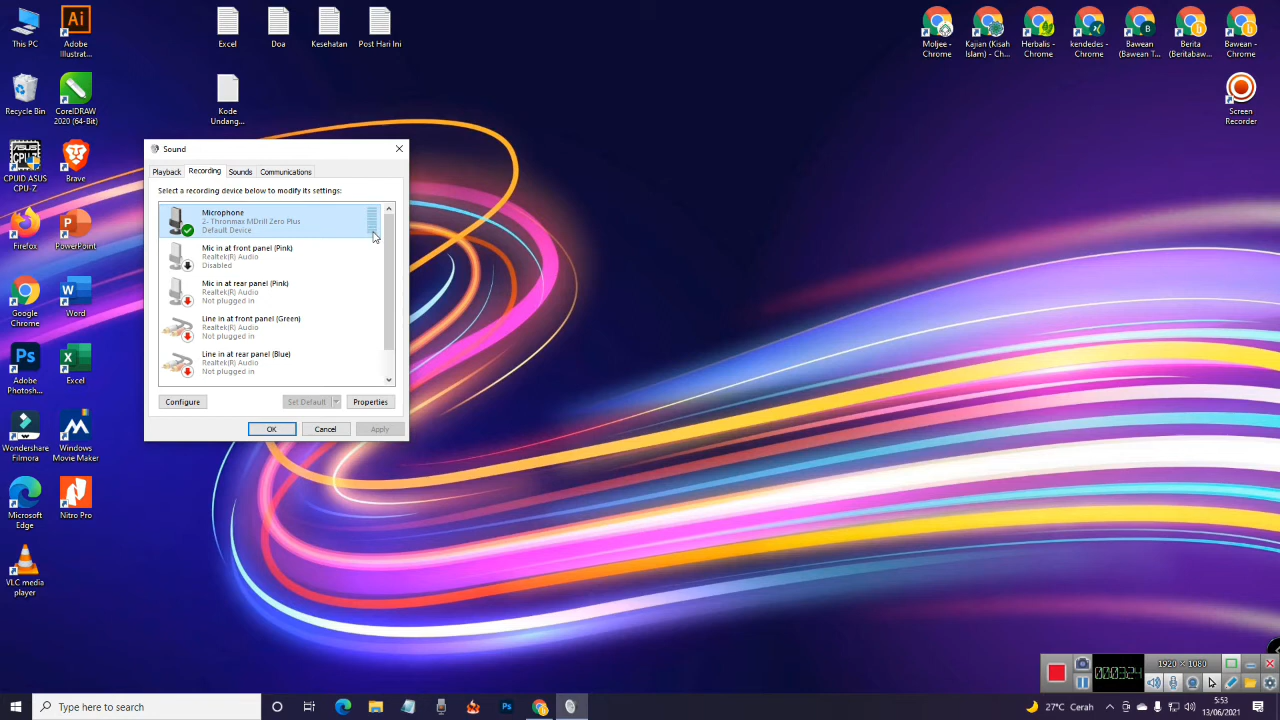 This PC
Adobe
Illustrat...
Excel
Doa
Kesehatan
Post Hari Ini
Moljee -
Chrome
Kajian (Kisah
Islam) - Ch...
Herbalis -
Chrome
kendedes -
Chrome
Bawean
(Bawean T...
Berita
(Beritabaw...
Bawean -
Chrome
Recycle Bin
CorelDRAW
2020 (64-Bit)
Kode
Undang...
Screen
Recorder
CPUID ASUS
CPU-Z
Brave
Firefox
PowerPoint
Google
Chrome
Word
Adobe
Photosh...
Excel
Wondershare
Filmora
Windows
Movie Maker
Microsoft
Edge
Nitro Pro
VLC media
player
Sound
Playback
Recording
Sounds
Communications
Select a recording device below to modify its settings:
Microphone
2- Thronmax MDrill Zero Plus
Default Device
Mic in at front panel (Pink)
Realtek(R) Audio
Disabled
Mic in at rear panel (Pink)
Realtek(R) Audio
Not plugged in
Line in at front panel (Green)
Realtek(R) Audio
Not plugged in
Line in at rear panel (Blue)
Realtek(R) Audio
Not plugged in
Configure
Set Default
Properties
OK
Cancel
Apply
1920 × 1080
00:03:24
Type here to search
27°C Cerah
5:53
13/06/2021